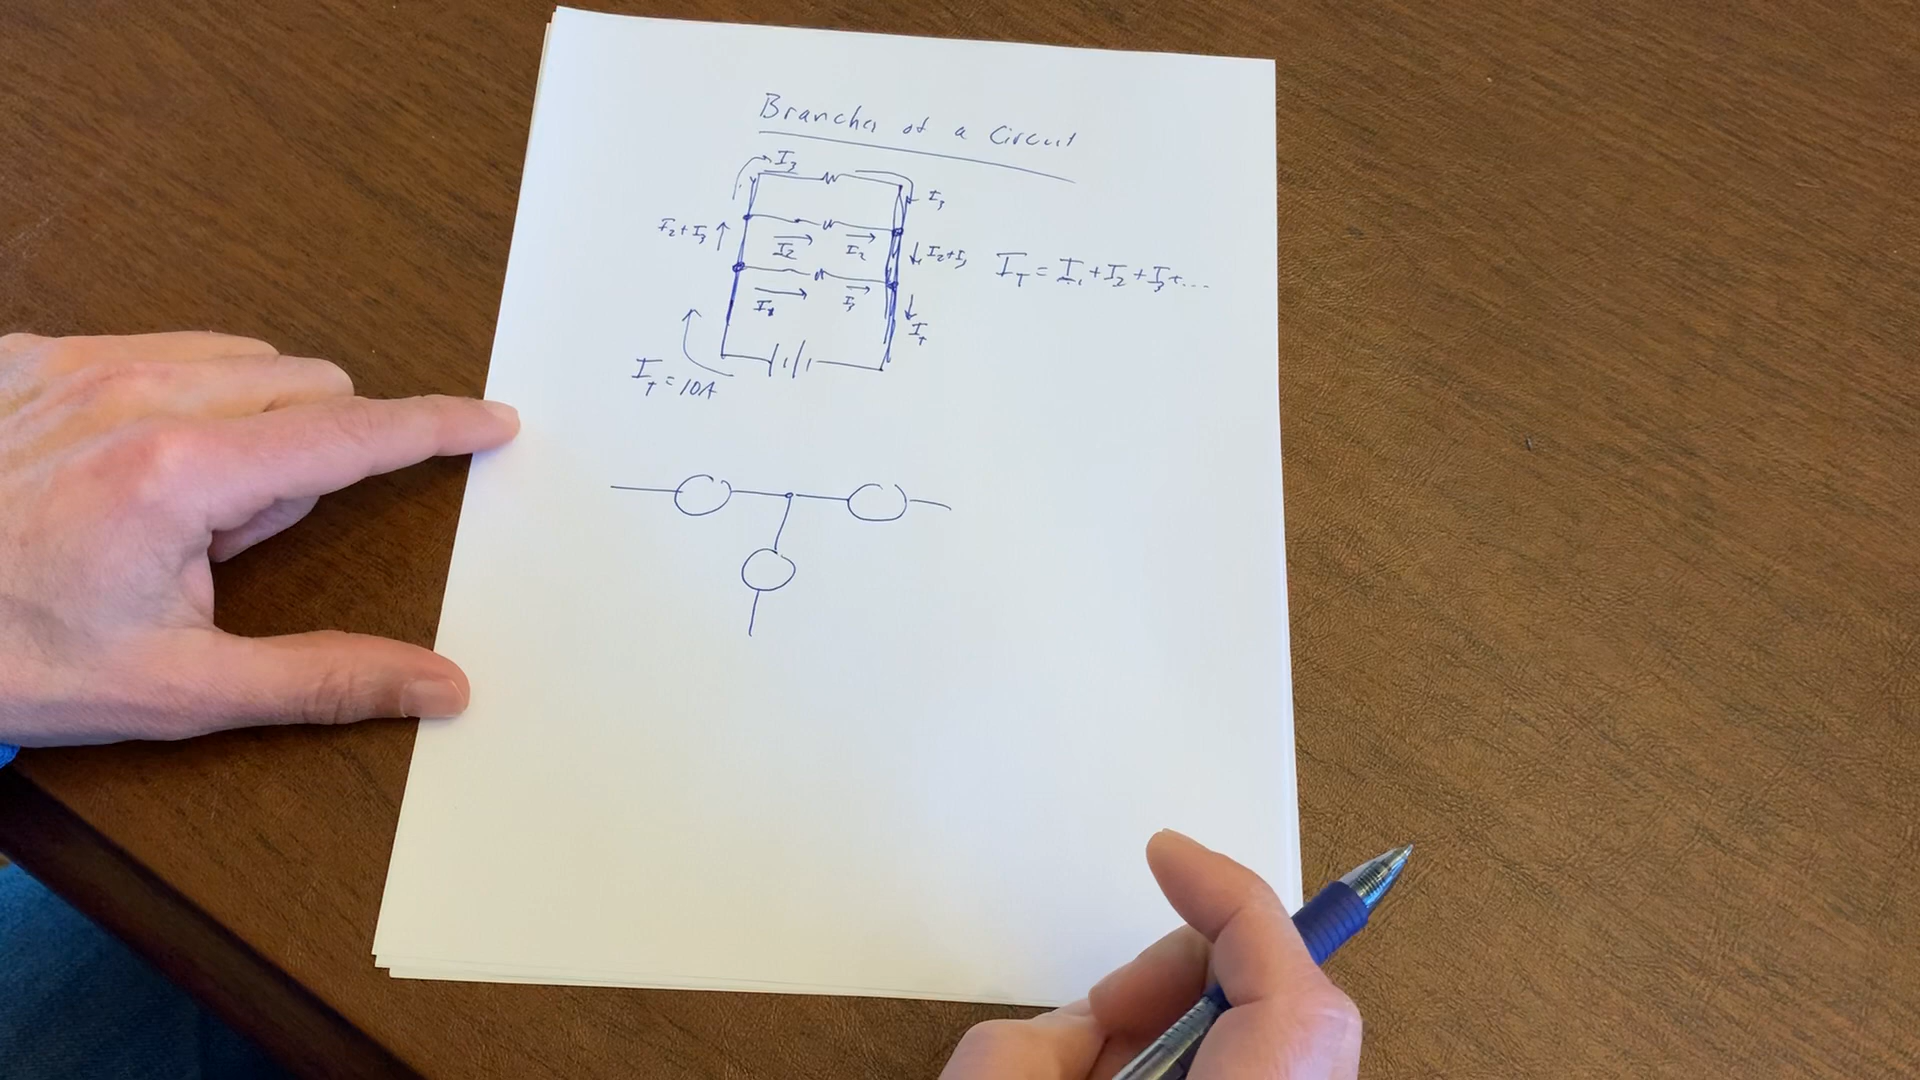 Branches of a Circuit
I3
I3
I2+I3
I2
I2
I2+I3
IT = I1 + I2 + I3 + ...
I1
I1
IT
IT = 10A